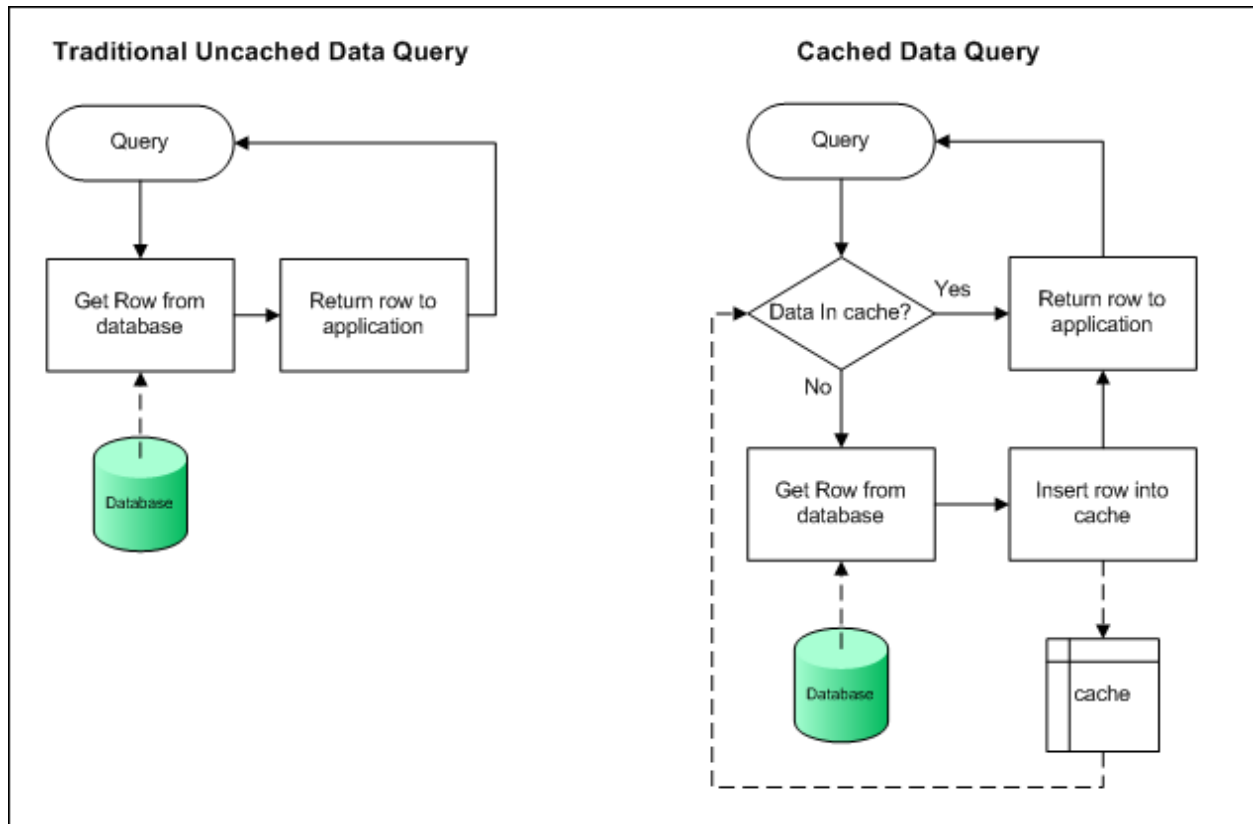 Traditional Uncached Data Query
Query
Get Row from
database
Return row to
application
Database
Cached Data Query
Query
Data In cache?
Yes
Return row to
application
No
Get Row from
database
Insert row into
cache
Database
cache